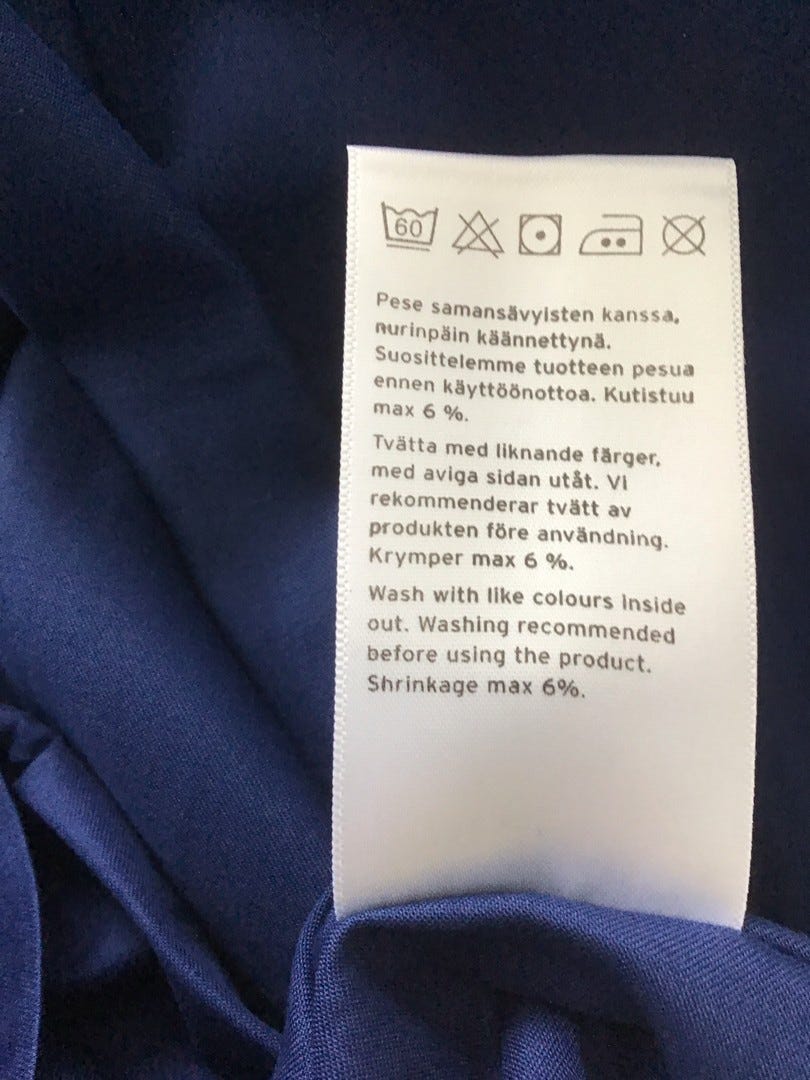 60
Pese samansävyisten kanssa,
nurinpäin käännettynä.
Suosittelemme tuotteen pesua
ennen käyttöönottoa. Kutistuu
max 6 %.
Tvätta med liknande färger,
med aviga sidan utåt. Vi
rekommenderar tvätt av
produkten före användning.
Krymper max 6 %.
Wash with like colours inside
out. Washing recommended
before using the product.
Shrinkage max 6%.